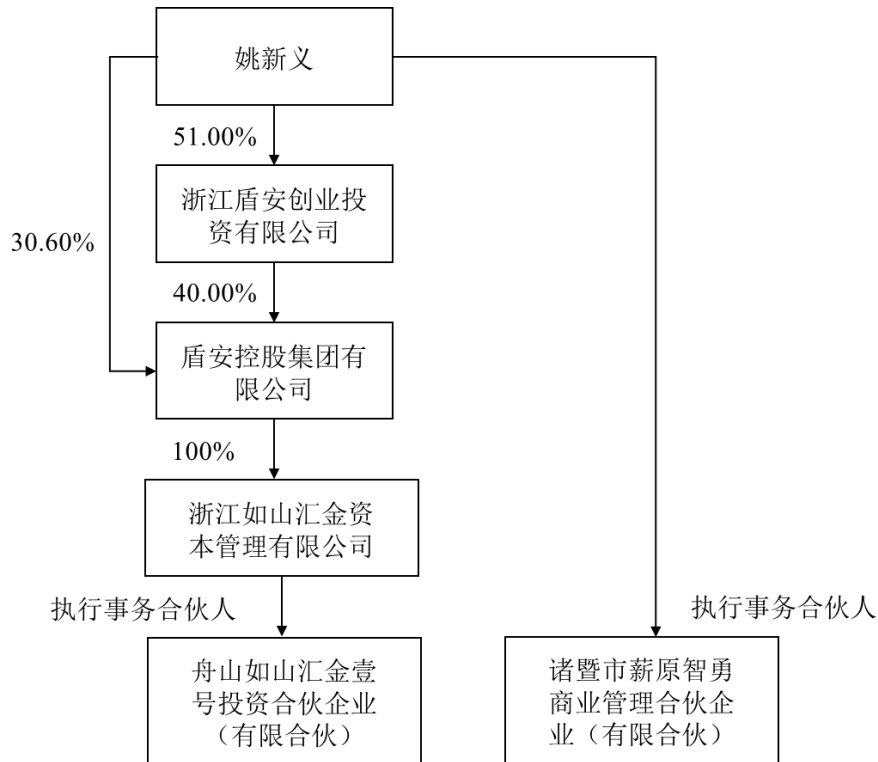 姚新义
51.00%
浙江盾安创业投
资有限公司
30.60%
40.00%
盾安控股集团有
限公司
100%
浙江如山汇金资
本管理有限公司
执行事务合伙人
执行事务合伙人
舟山如山汇金壹
号投资合伙企业
（有限合伙）
诸暨市薪原智勇
商业管理合伙企
业（有限合伙）